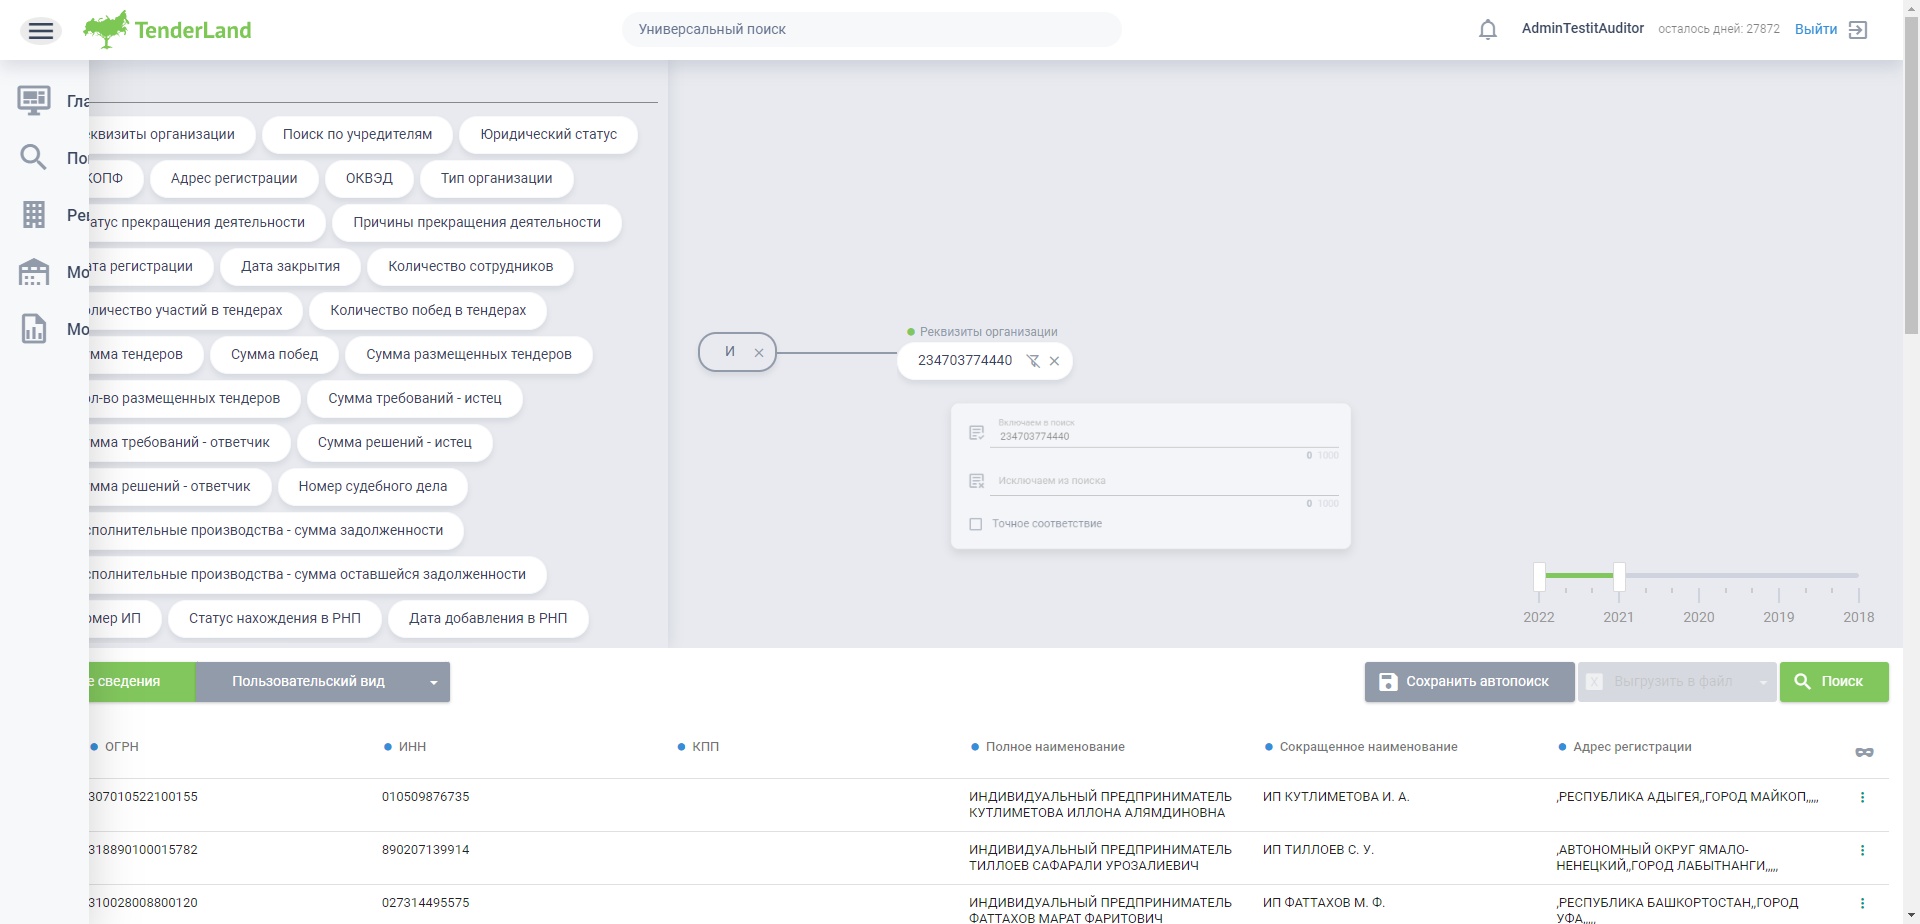 TenderLand
Универсальный поиск
AdminTestitAuditor
осталось дней: 27872
Выйти
Гла
По
Ре
Мо
Мо
еквизиты организации
Поиск по учредителям
Юридический статус
КОПФ
Адрес регистрации
ОКВЭД
Тип организации
атус прекращения деятельности
Причины прекращения деятельности
ата регистрации
Дата закрытия
Количество сотрудников
оличество участий в тендерах
Количество побед в тендерах
мма тендеров
Сумма побед
Сумма размещенных тендеров
ол-во размещенных тендеров
Сумма требований - истец
мма требований - ответчик
Сумма решений - истец
мма решений - ответчик
Номер судебного дела
сполнительные производства - сумма задолженности
сполнительные производства - сумма оставшейся задолженности
омер ИП
Статус нахождения в РНП
Дата добавления в РНП
И
Реквизиты организации
234703774440
Включаем в поиск
234703774440
0 1000
Исключаем из поиска
0 1000
Точное соответствие
2022 2021 2020 2019 2018
е сведения
Пользовательский вид
Сохранить автопоиск
Выгрузить в файл
Поиск
ОГРН ИНН КПП Полное наименование Сокращенное наименование Адрес регистрации
307010522100155 010509876735 ИНДИВИДУАЛЬНЫЙ ПРЕДПРИНИМАТЕЛЬ ИП КУТЛИМЕТОВА И. А. ,РЕСПУБЛИКА АДЫГЕЯ,,ГОРОД МАЙКОП,,,,,
КУТЛИМЕТОВА ИЛЛОНА АЛЯМДИНОВНА
318890100015782 890207139914 ИНДИВИДУАЛЬНЫЙ ПРЕДПРИНИМАТЕЛЬ ИП ТИЛЛОЕВ С. У. ,АВТОНОМНЫЙ ОКРУГ ЯМАЛО-
ТИЛЛОЕВ САФАРАЛИ УРОЗАЛИЕВИЧ НЕНЕЦКИЙ,,ГОРОД ЛАБЫТНАНГИ,,,,,
310028008800120 027314495575 ИНДИВИДУАЛЬНЫЙ ПРЕДПРИНИМАТЕЛЬ ИП ФАТТАХОВ М. Ф. ,РЕСПУБЛИКА БАШКОРТОСТАН,,ГОРОД
ФАТТАХОВ МАРАТ ФАРИТОВИЧ УФА,,,,,